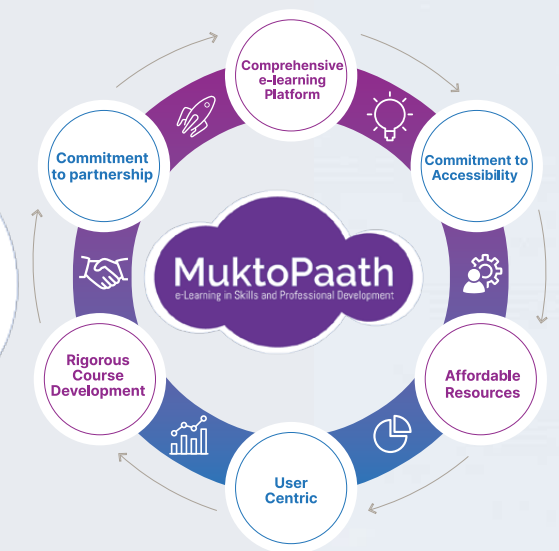 Comprehensive
e-learning
Platform
Commitment to
Accessibility
Affordable
Resources
User
Centric
Rigorous
Course
Development
Commitment
to partnership
MuktoPaath
e-Learning in Skills and Professional Development